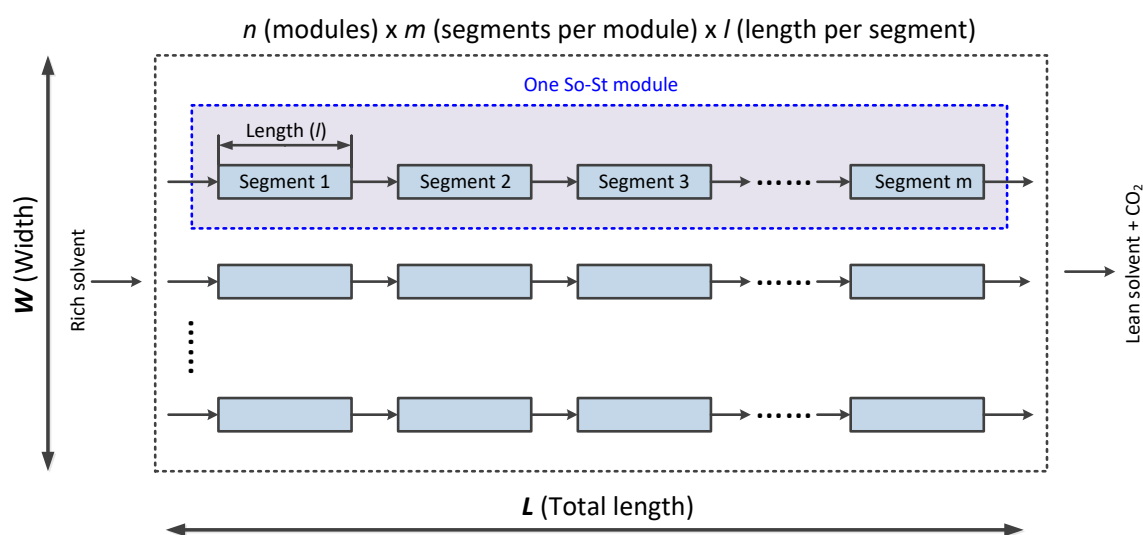 n (modules) x m (segments per module) x l (length per segment)
One So-St module
Length (l)
Segment 1
Segment 2
Segment 3
......
Segment m
W (Width)
Rich solvent
Lean solvent + CO₂
......
......
......
L (Total length)